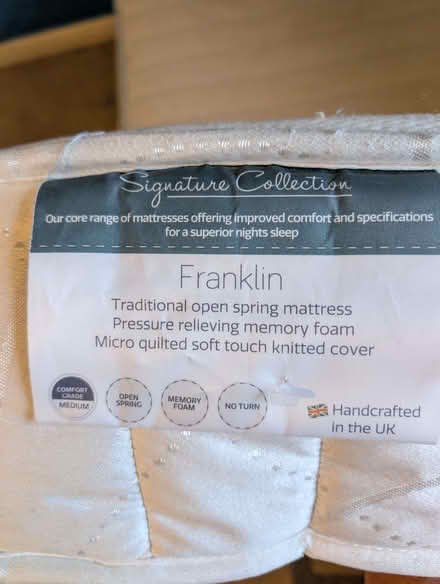 Signature Collection
Our core range of mattresses offering improved comfort and specifications
for a superior nights sleep
Franklin
Traditional open spring mattress
Pressure relieving memory foam
Micro quilted soft touch knitted cover
COMFORT
GRADE
MEDIUM
OPEN
SPRING
MEMORY
FOAM
NO TURN
Handcrafted
in the UK